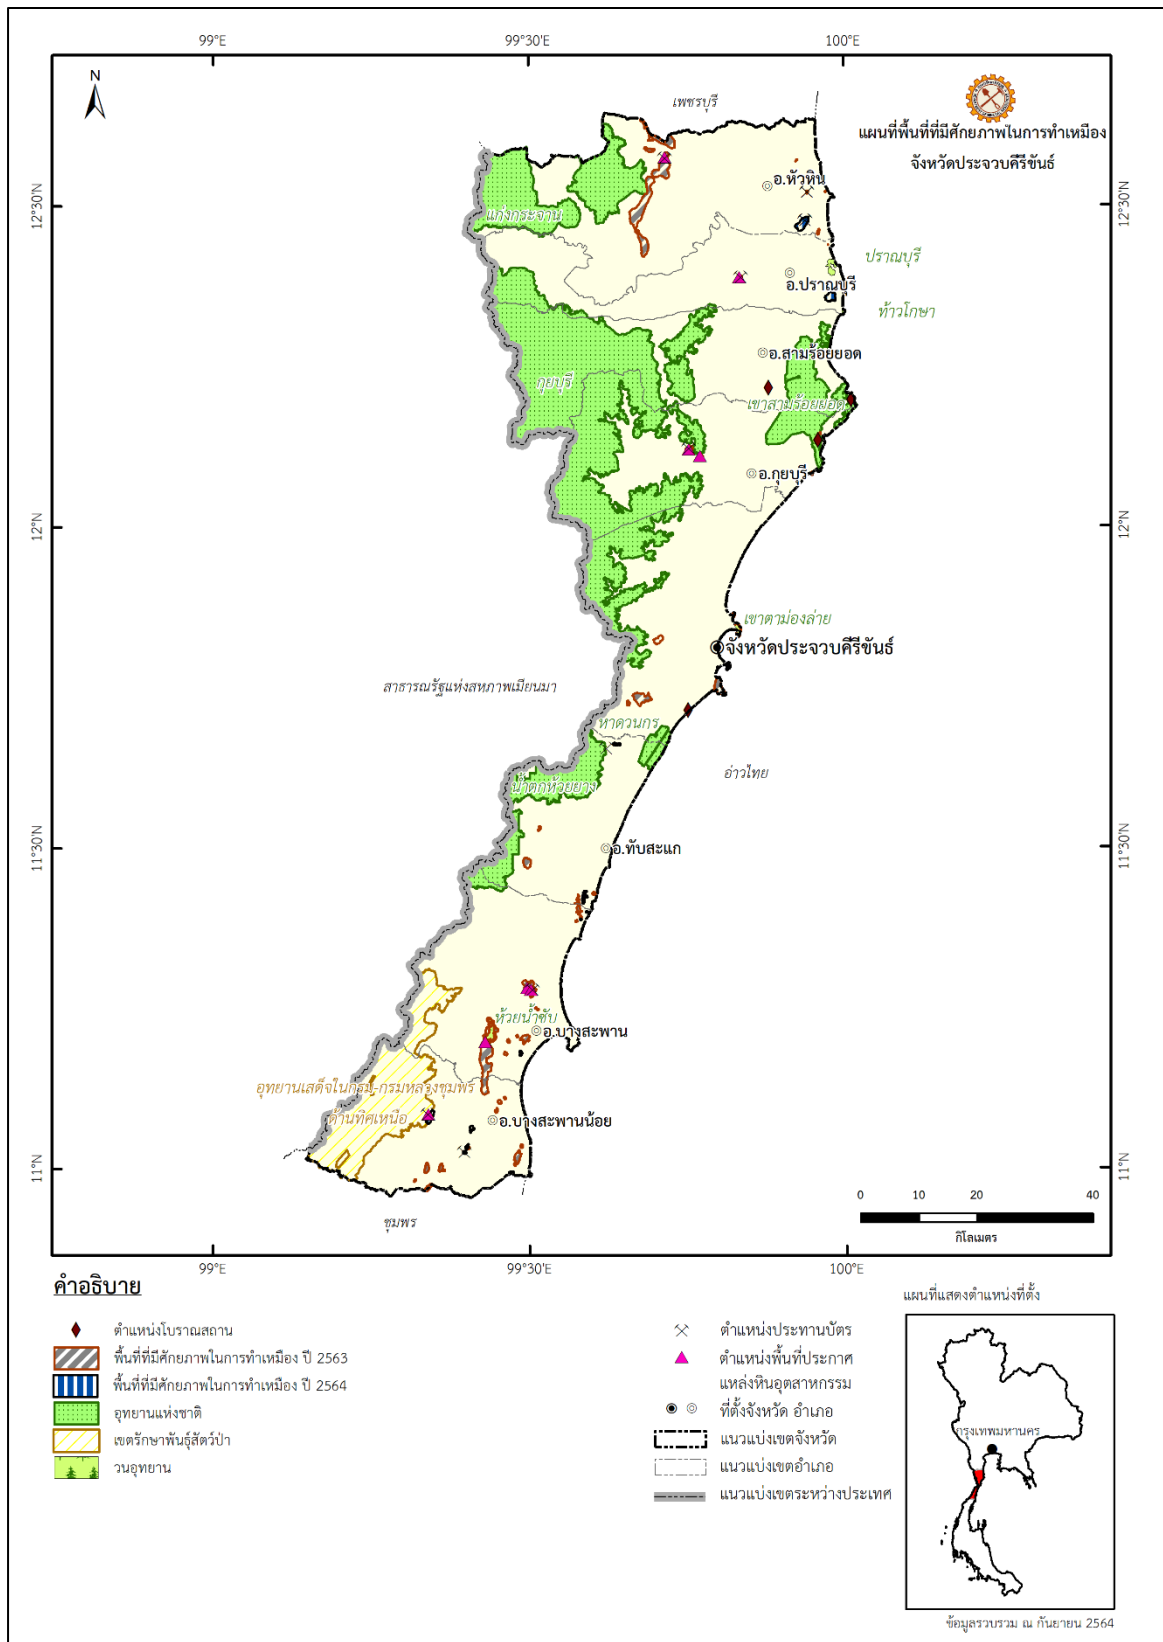 99°E
99°30'E
100°E
N
เพชรบุรี
แผนที่พื้นที่ที่มีศักยภาพในการทำเหมือง
จังหวัดประจวบคีรีขันธ์
อ.หัวหิน
12°30'N
12°30'N
แก่งกระจาน
ปราณบุรี
อ.ปราณบุรี
ท้าวโกษา
อ.สามร้อยยอด
กุยบุรี
เขาสามร้อยยอด
อ.กุยบุรี
12°N
12°N
เขาตาม่องล่าย
จังหวัดประจวบคีรีขันธ์
สาธารณรัฐแห่งสหภาพเมียนมา
หาดวนกร
อ่าวไทย
น้ำตกห้วยยาง
11°30'N
อ.ทับสะแก
11°30'N
ห้วยน้ำซับ
อ.บางสะพาน
อุทยานเสด็จในกรม-กรมหลวงชุมพร
ด้านทิศเหนือ
อ.บางสะพานน้อย
11°N
11°N
0 10 20 40
กิโลเมตร
ชุมพร
99°E
99°30'E
100°E
คำอธิบาย
ตำแหน่งโบราณสถาน
พื้นที่ที่มีศักยภาพในการทำเหมือง ปี 2563
พื้นที่ที่มีศักยภาพในการทำเหมือง ปี 2564
อุทยานแห่งชาติ
เขตรักษาพันธุ์สัตว์ป่า
วนอุทยาน
ตำแหน่งประทานบัตร
ตำแหน่งพื้นที่ประกาศ
แหล่งหินอุตสาหกรรม
ที่ตั้งจังหวัด อำเภอ
แนวแบ่งเขตจังหวัด
แนวแบ่งเขตอำเภอ
แนวแบ่งเขตระหว่างประเทศ
แผนที่แสดงตำแหน่งที่ตั้ง
กรุงเทพมหานคร
ข้อมูลรวบรวม ณ กันยายน 2564